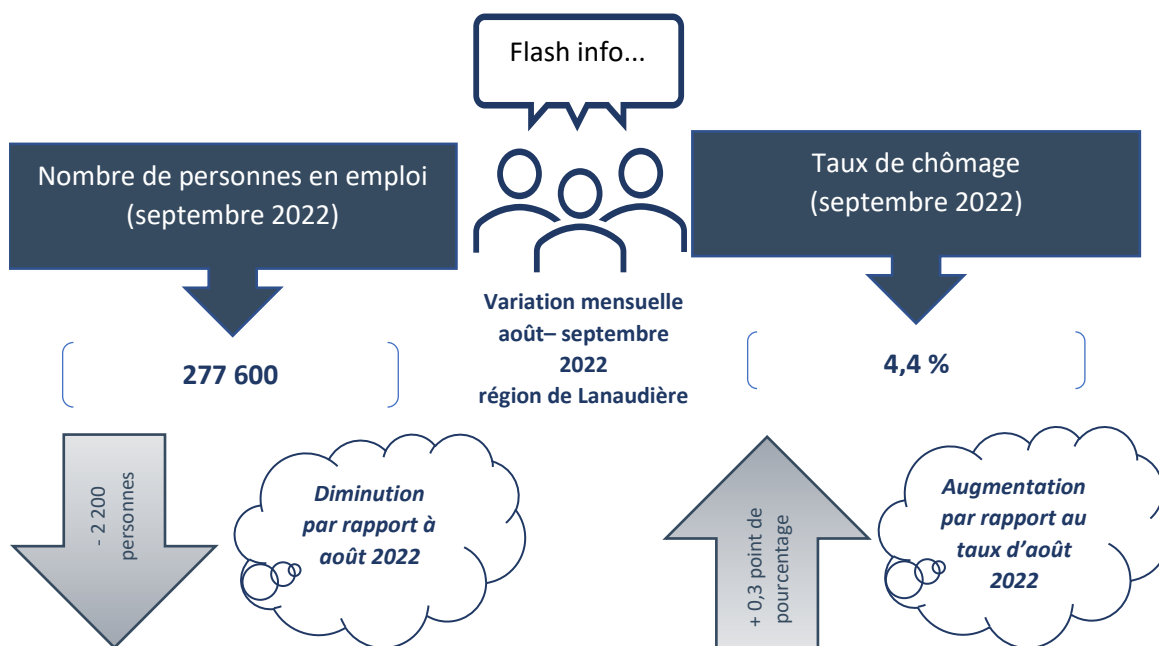 Flash info...
Nombre de personnes en emploi
(septembre 2022)
Taux de chômage
(septembre 2022)
Variation mensuelle
août– septembre
2022
région de Lanaudière
277 600
4,4 %
- 2 200
personnes
Diminution
par rapport à
août 2022
+ 0,3 point de
pourcentage
Augmentation
par rapport au
taux d’août
2022